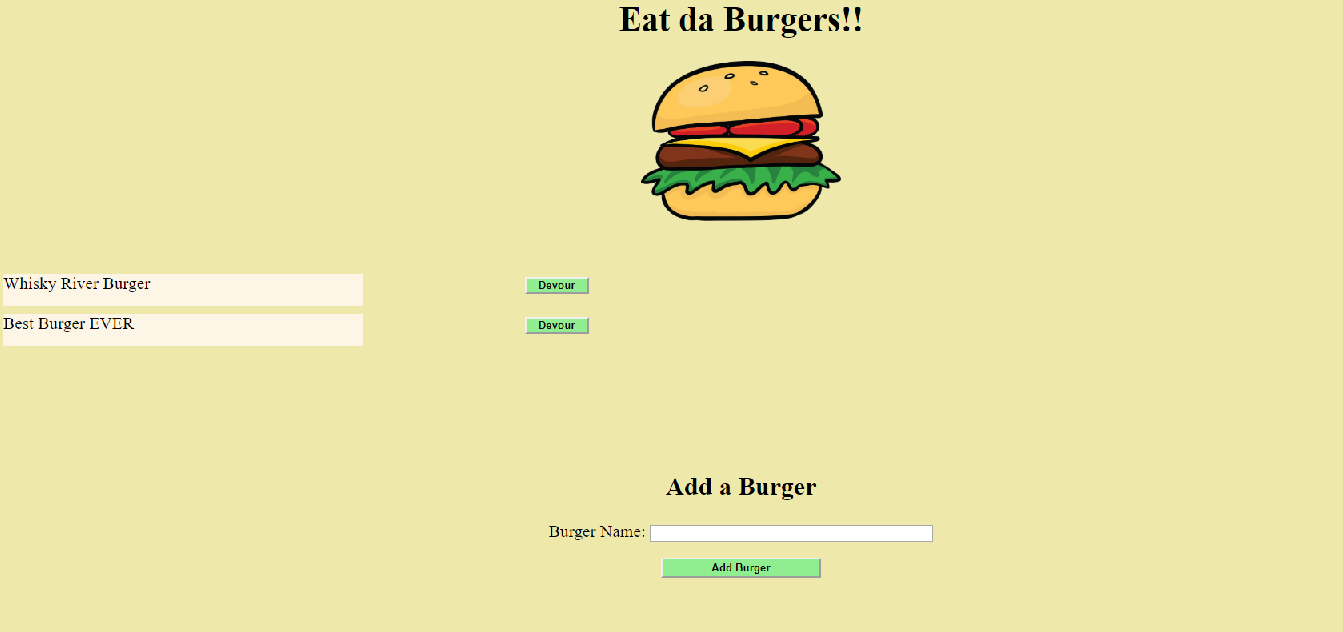 Eat da Burgers!!
Whisky River Burger
Devour
Best Burger EVER
Devour
Add a Burger
Burger Name:
Add Burger